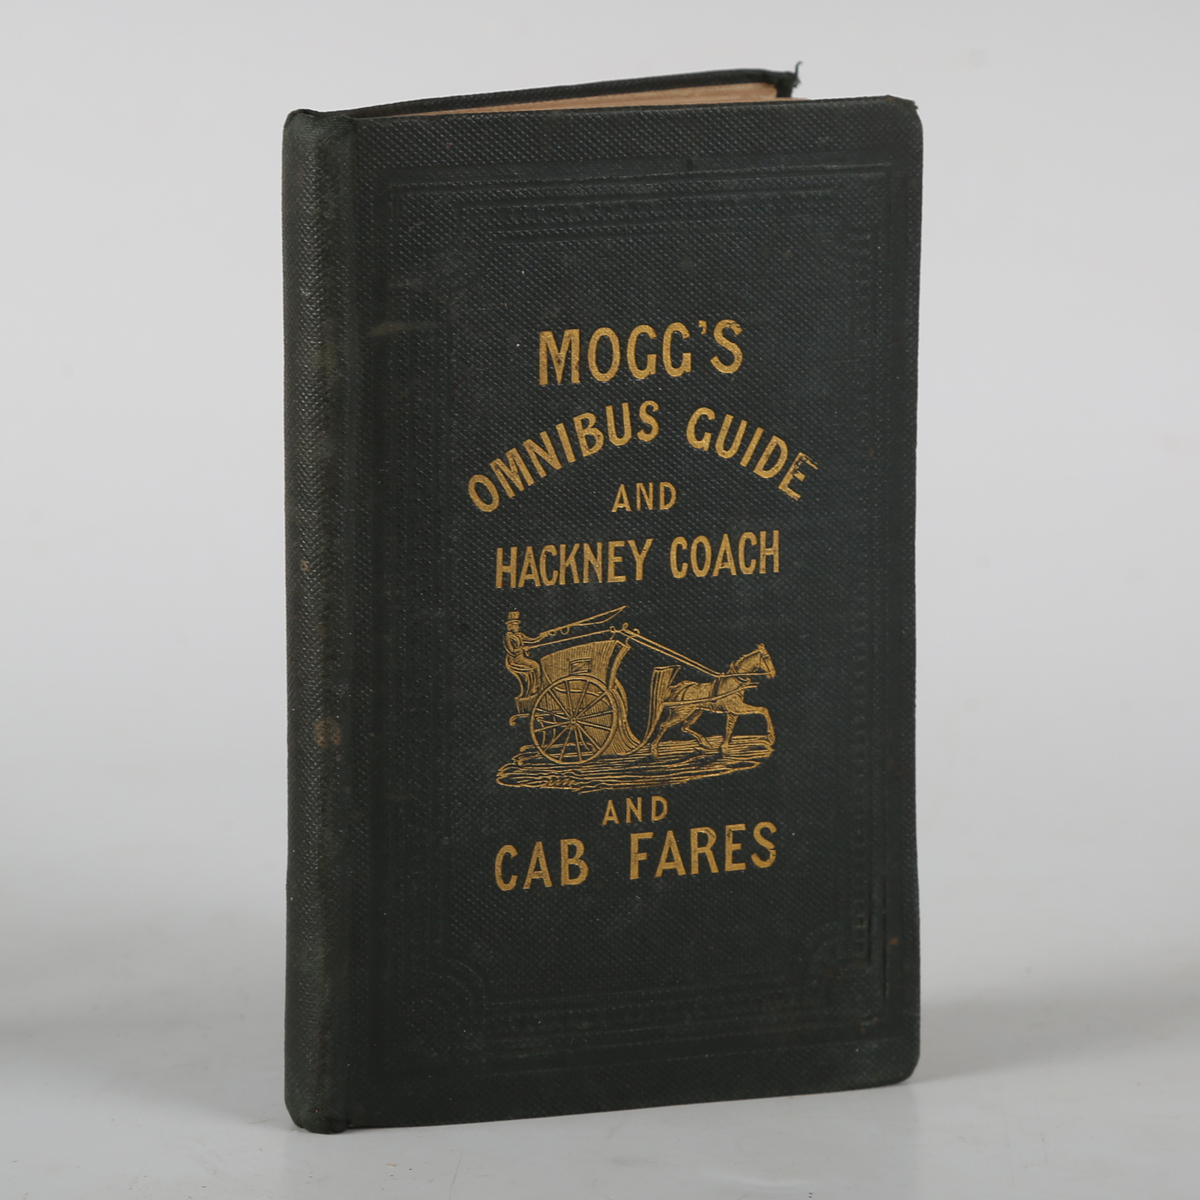 MOGG'S
OMNIBUS GUIDE
AND
HACKNEY COACH
AND
CAB FARES